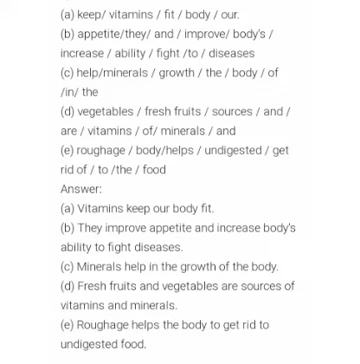 (a) keep/ vitamins / fit / body / our.
(b) appetite/they/ and / improve/ body's /
increase / ability / fight /to / diseases
(c) help/minerals / growth / the / body / of
/in/ the
(d) vegetables / fresh fruits / sources / and /
are / vitamins / of/ minerals / and
(e) roughage / body/helps / undigested / get
rid of / to /the / food
Answer:
(a) Vitamins keep our body fit.
(b) They improve appetite and increase body's
ability to fight diseases.
(c) Minerals help in the growth of the body.
(d) Fresh fruits and vegetables are sources of
vitamins and minerals.
(e) Roughage helps the body to get rid to
undigested food.